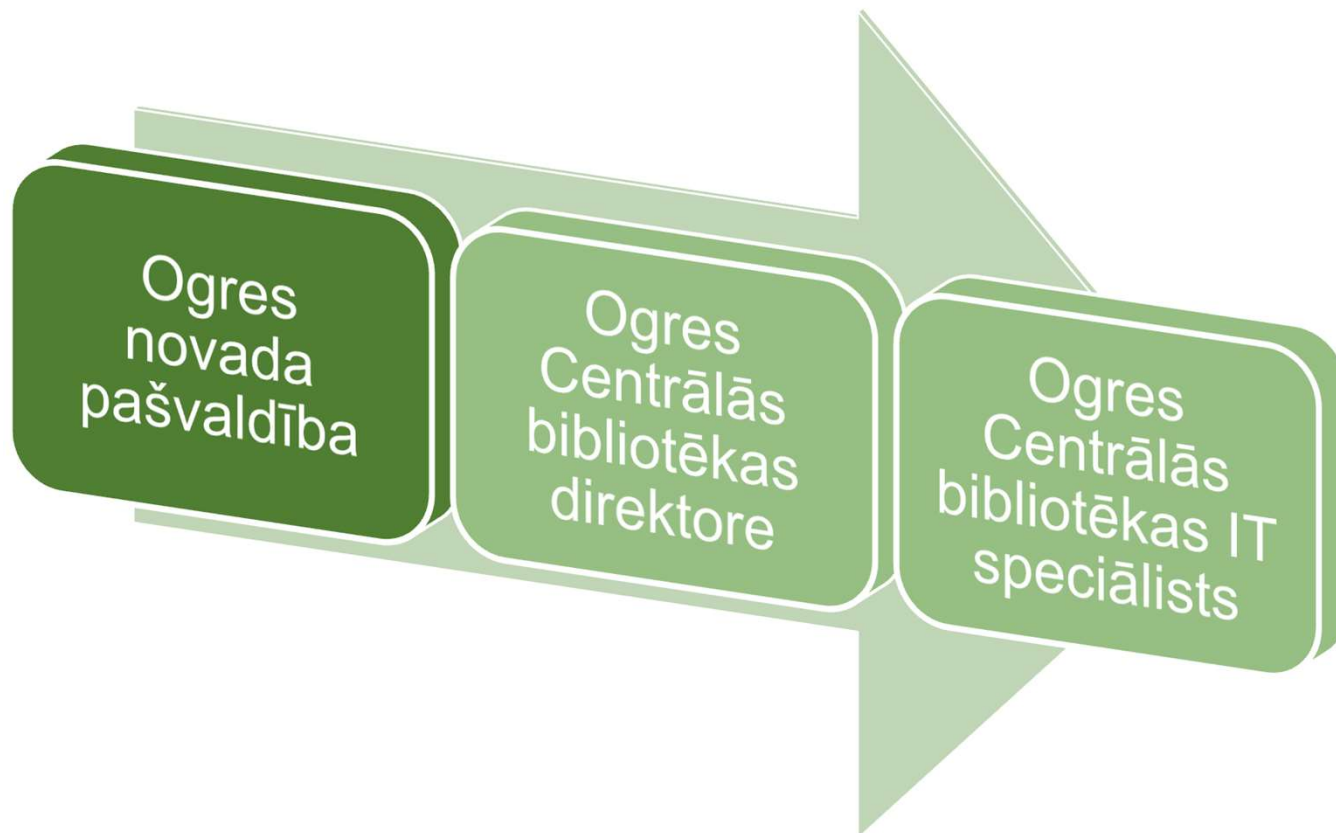 Ogres
novada
pašvaldība
Ogres
Centrālās
bibliotēkas
direktore
Ogres
Centrālās
bibliotēkas IT
speciālists